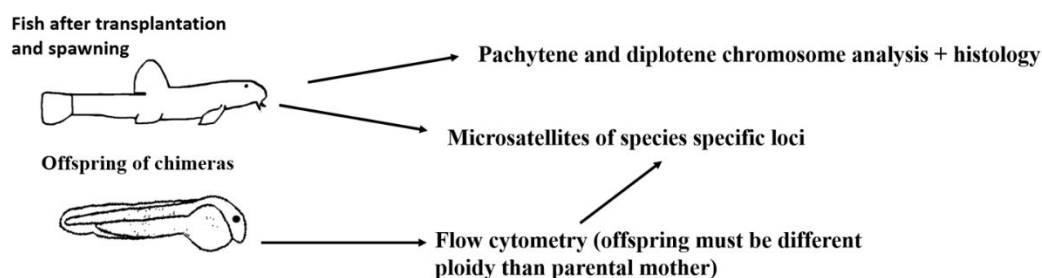 Fish after transplantation
and spawning
Pachytene and diplotene chromosome analysis + histology
Microsatellites of species specific loci
Offspring of chimeras
Flow cytometry (offspring must be different
ploidy than parental mother)